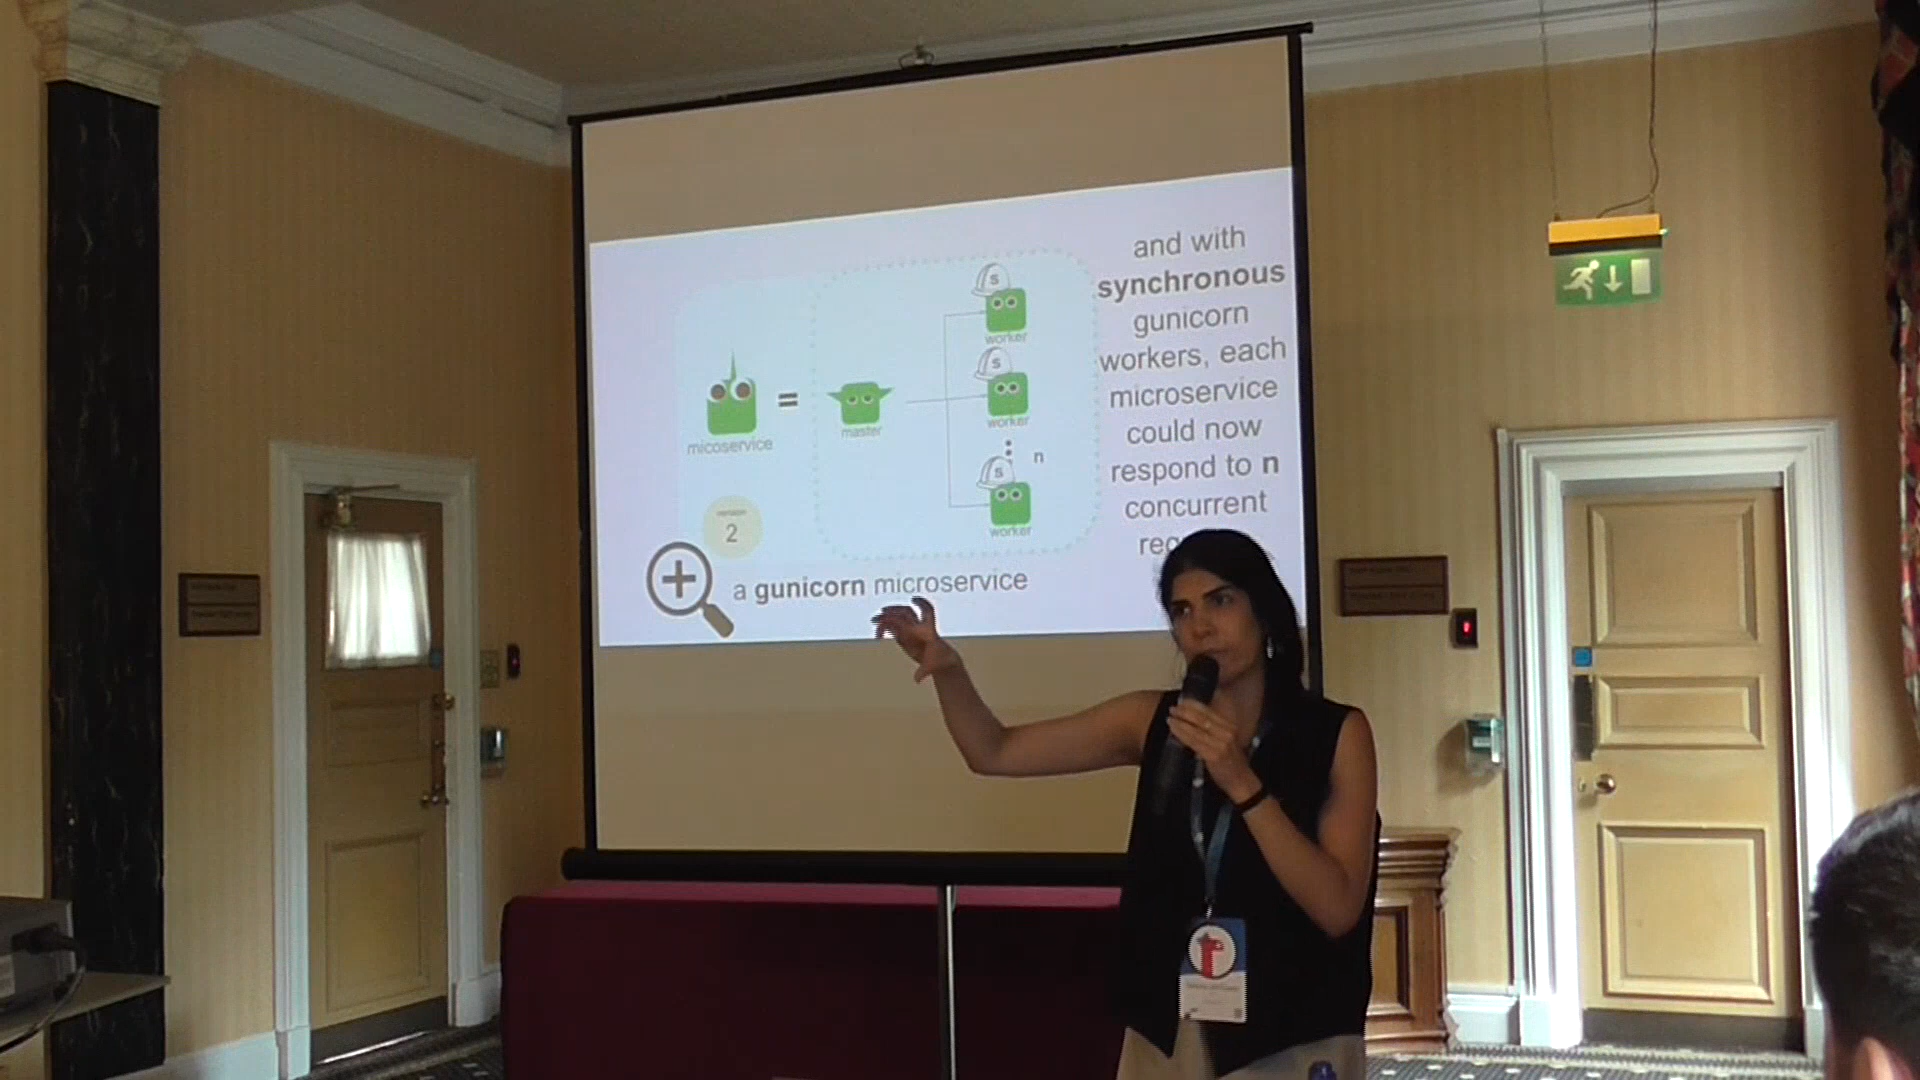 and with
synchronous
gunicorn
workers, each
microservice
could now
respond to n
concurrent
S
worker
S
worker
n
S
worker
micoservice
=
master
version
2
a gunicorn microservice